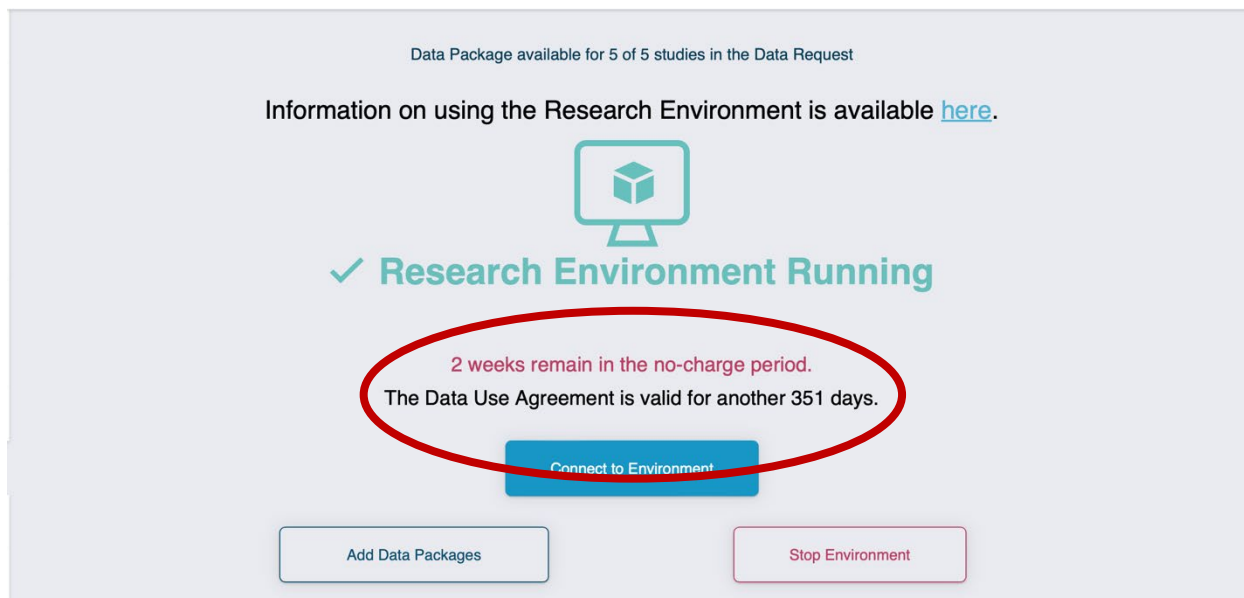 Data Package available for 5 of 5 studies in the Data Request
Information on using the Research Environment is available here.
Research Environment Running
2 weeks remain in the no-charge period.
The Data Use Agreement is valid for another 351 days.
Connect to Environment
Add Data Packages
Stop Environment